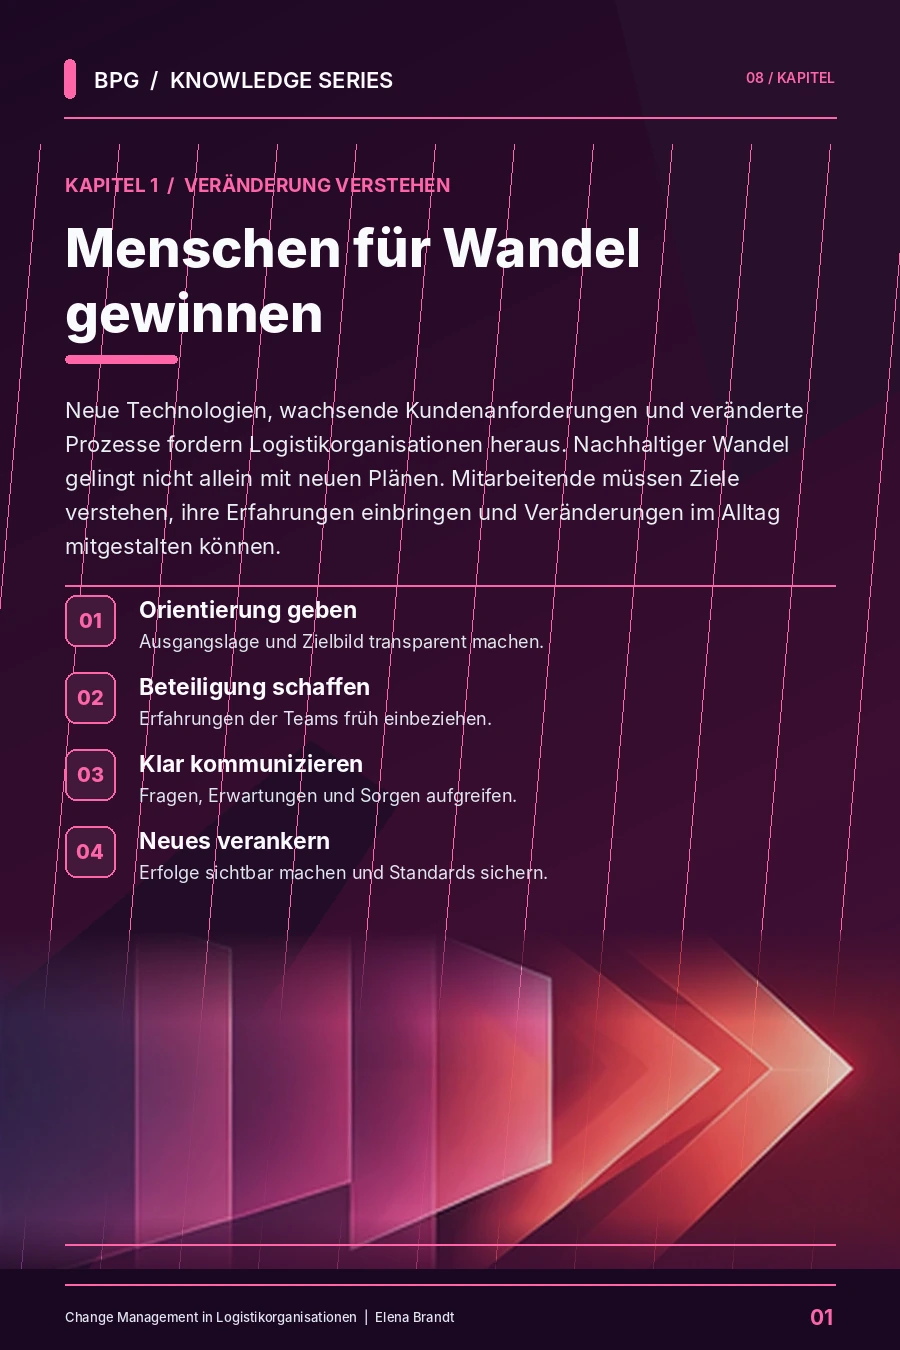 BPG / KNOWLEDGE SERIES
08 / KAPITEL
KAPITEL 1 / VERÄNDERUNG VERSTEHEN
Menschen für Wandel
gewinnen
Neue Technologien, wachsende Kundenanforderungen und veränderte
Prozesse fordern Logistikorganisationen heraus. Nachhaltiger Wandel
gelingt nicht allein mit neuen Plänen. Mitarbeitende müssen Ziele
verstehen, ihre Erfahrungen einbringen und Veränderungen im Alltag
mitgestalten können.
01
Orientierung geben
Ausgangslage und Zielbild transparent machen.
02
Beteiligung schaffen
Erfahrungen der Teams früh einbeziehen.
03
Klar kommunizieren
Fragen, Erwartungen und Sorgen aufgreifen.
04
Neues verankern
Erfolge sichtbar machen und Standards sichern.
Change Management in Logistikorganisationen | Elena Brandt
01